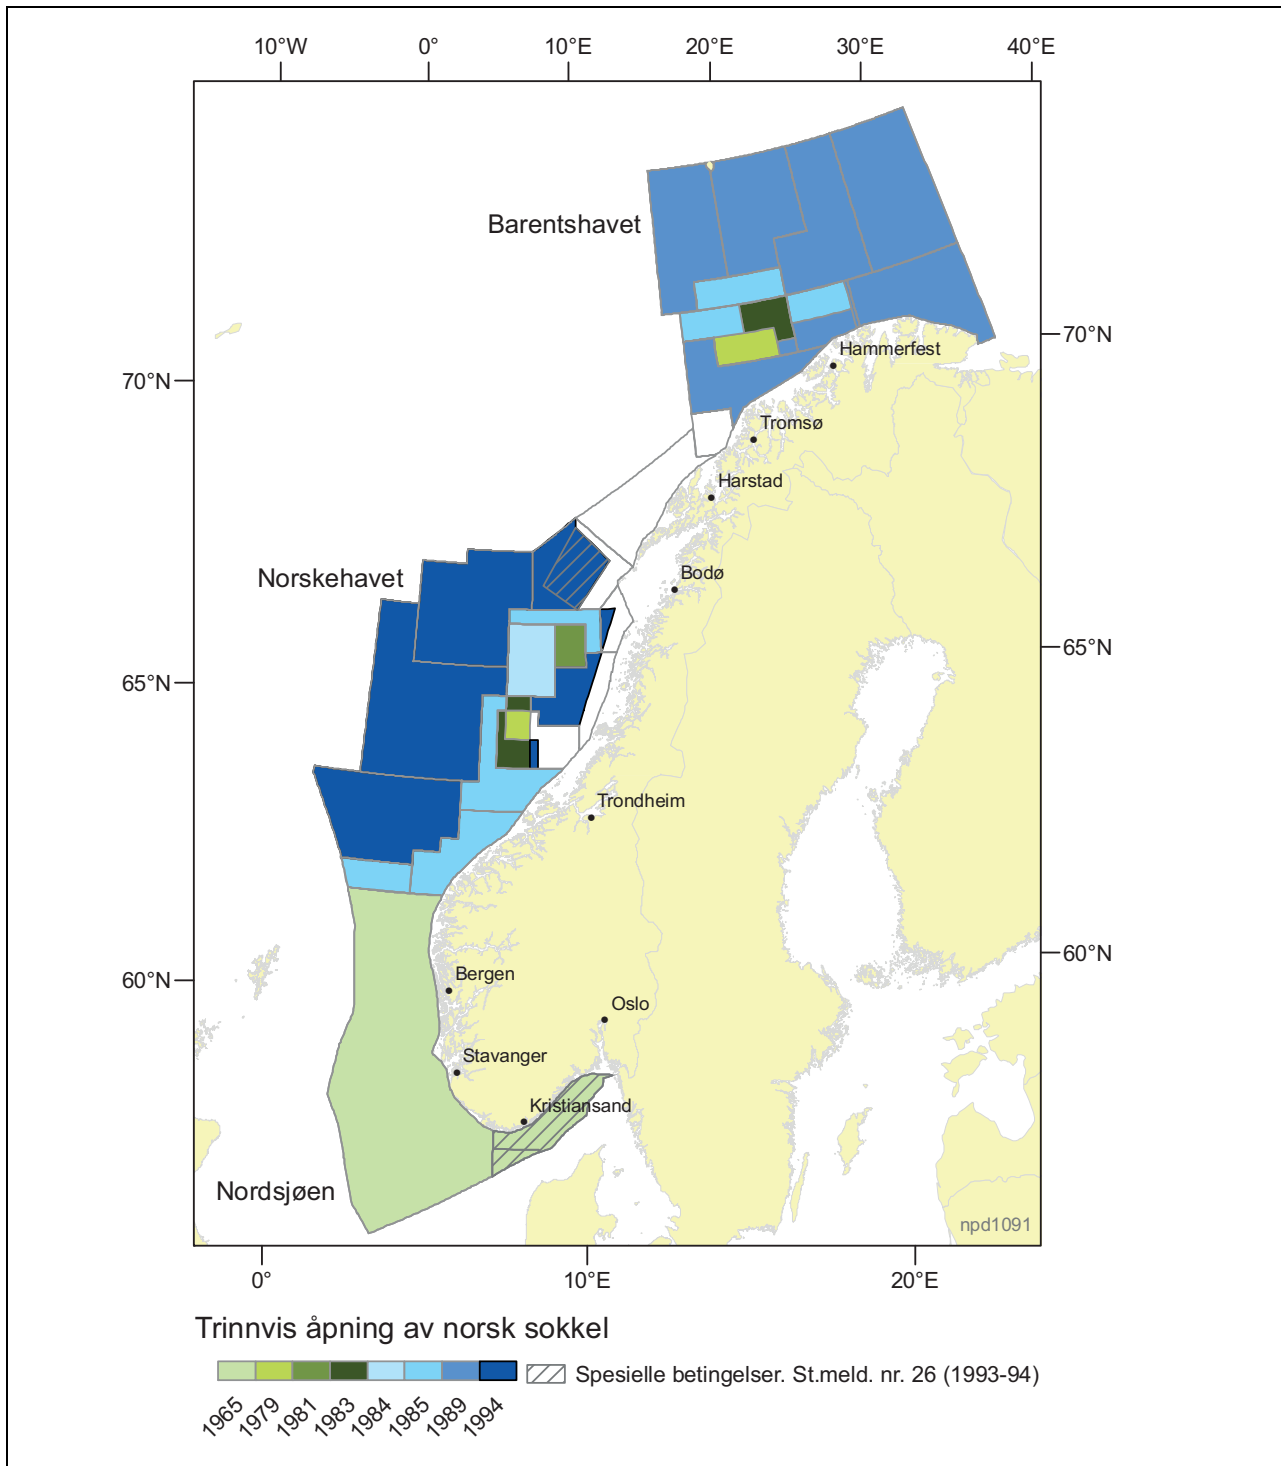 10°W 0° 10°E 20°E 30°E 40°E
Barentshavet
70°N
Hammerfest
70°N
Tromsø
Harstad
Norskehavet
Bodø
65°N
65°N
Trondheim
60°N
60°N
Bergen
Oslo
Stavanger
Kristiansand
Nordsjøen
npd1091
0° 10°E 20°E
Trinnvis åpning av norsk sokkel
Spesielle betingelser. St.meld. nr. 26 (1993-94)
1965 1979 1981 1983 1984 1985 1989 1994